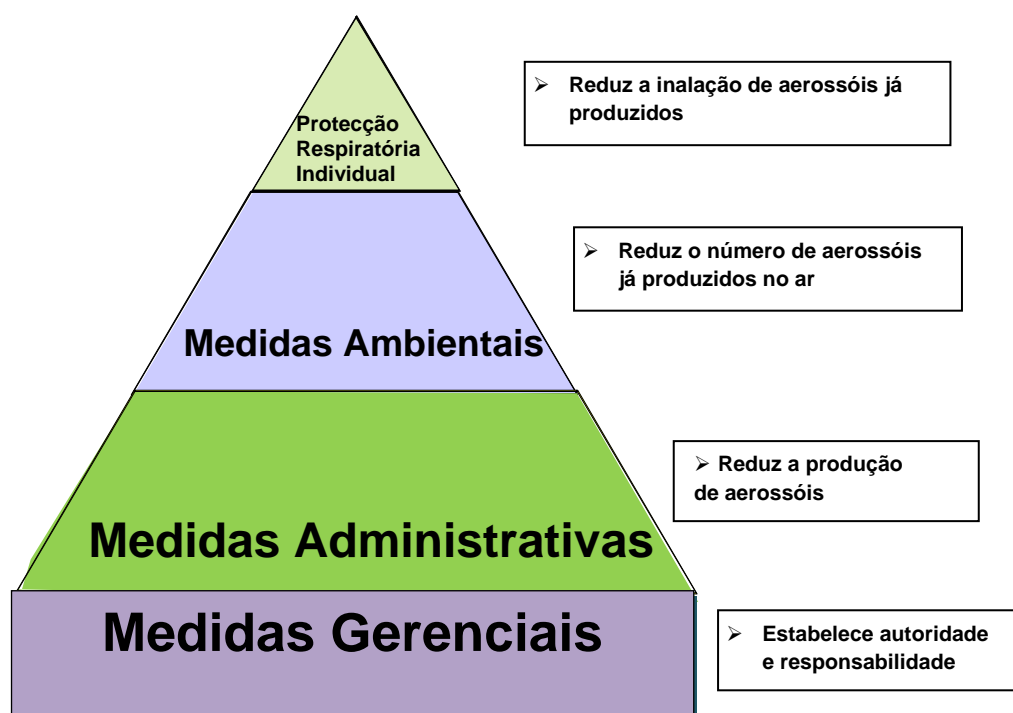 Protecção
Respiratória
Individual
➢ Reduz a inalação de aerossóis já
produzidos
Medidas Ambientais
➢ Reduz o número de aerossóis
já produzidos no ar
Medidas Administrativas
➢ Reduz a produção
de aerossóis
Medidas Gerenciais
➢ Estabelece autoridade
e responsabilidade